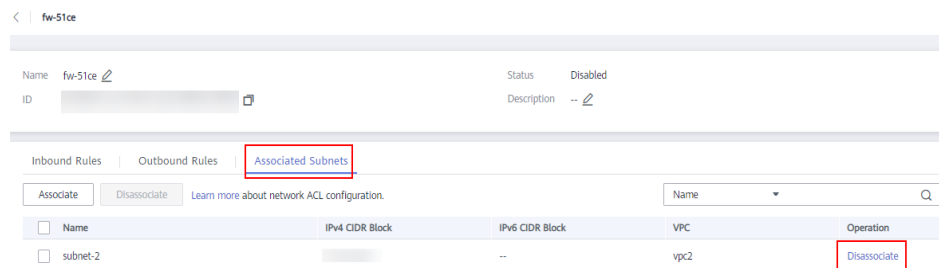 fw-51ce
Name fw-51ce Status Disabled
ID Description --
Inbound Rules Outbound Rules Associated Subnets
Associate Disassociate Learn more about network ACL configuration. Name
Name IPv4 CIDR Block IPv6 CIDR Block VPC Operation
subnet-2 -- vpc2 Disassociate